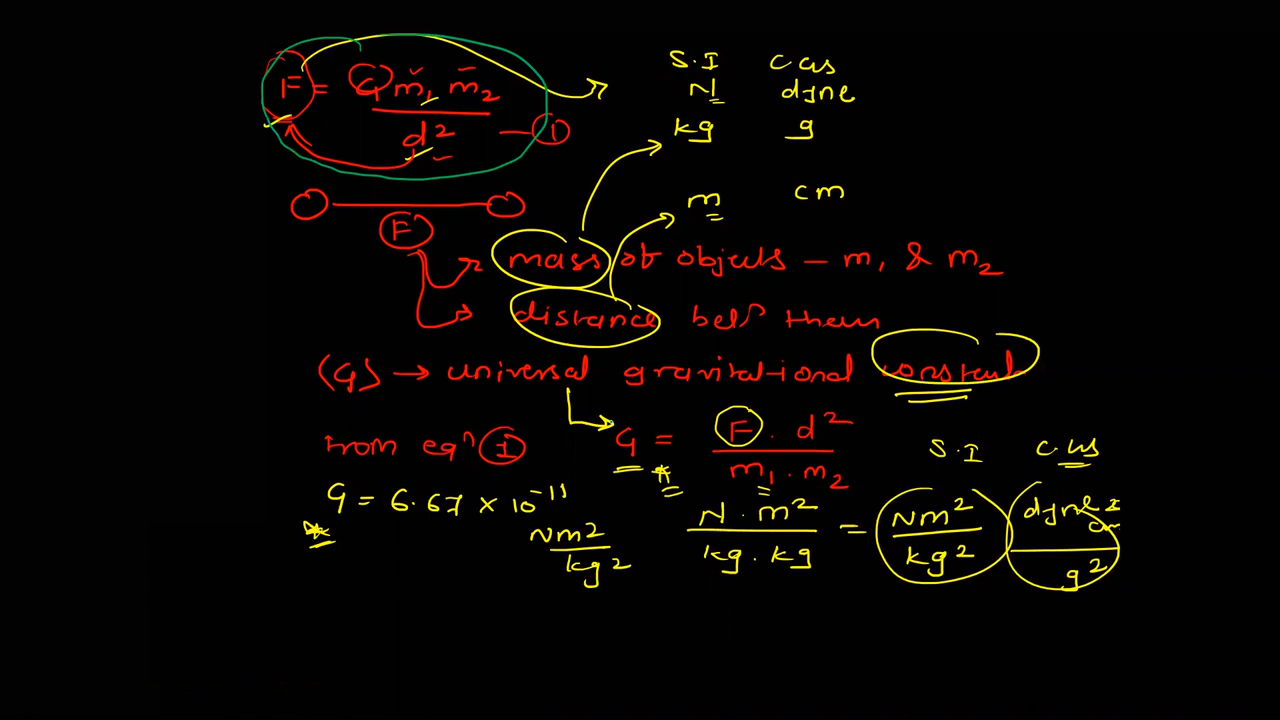 F = G m₁ m₂ / d² — ①
S.I CGS
N dyne
kg g
m cm
F
mass of objects — m₁ & m₂
distance betⁿ them
(G) → universal gravitational constant
from eqⁿ ① G = F . d² / m₁ . m₂
S.I C.GS
G = 6.67 × 10⁻¹¹ Nm² / kg²
N . m² / kg . kg = Nm² / kg² dyne cm² / g²